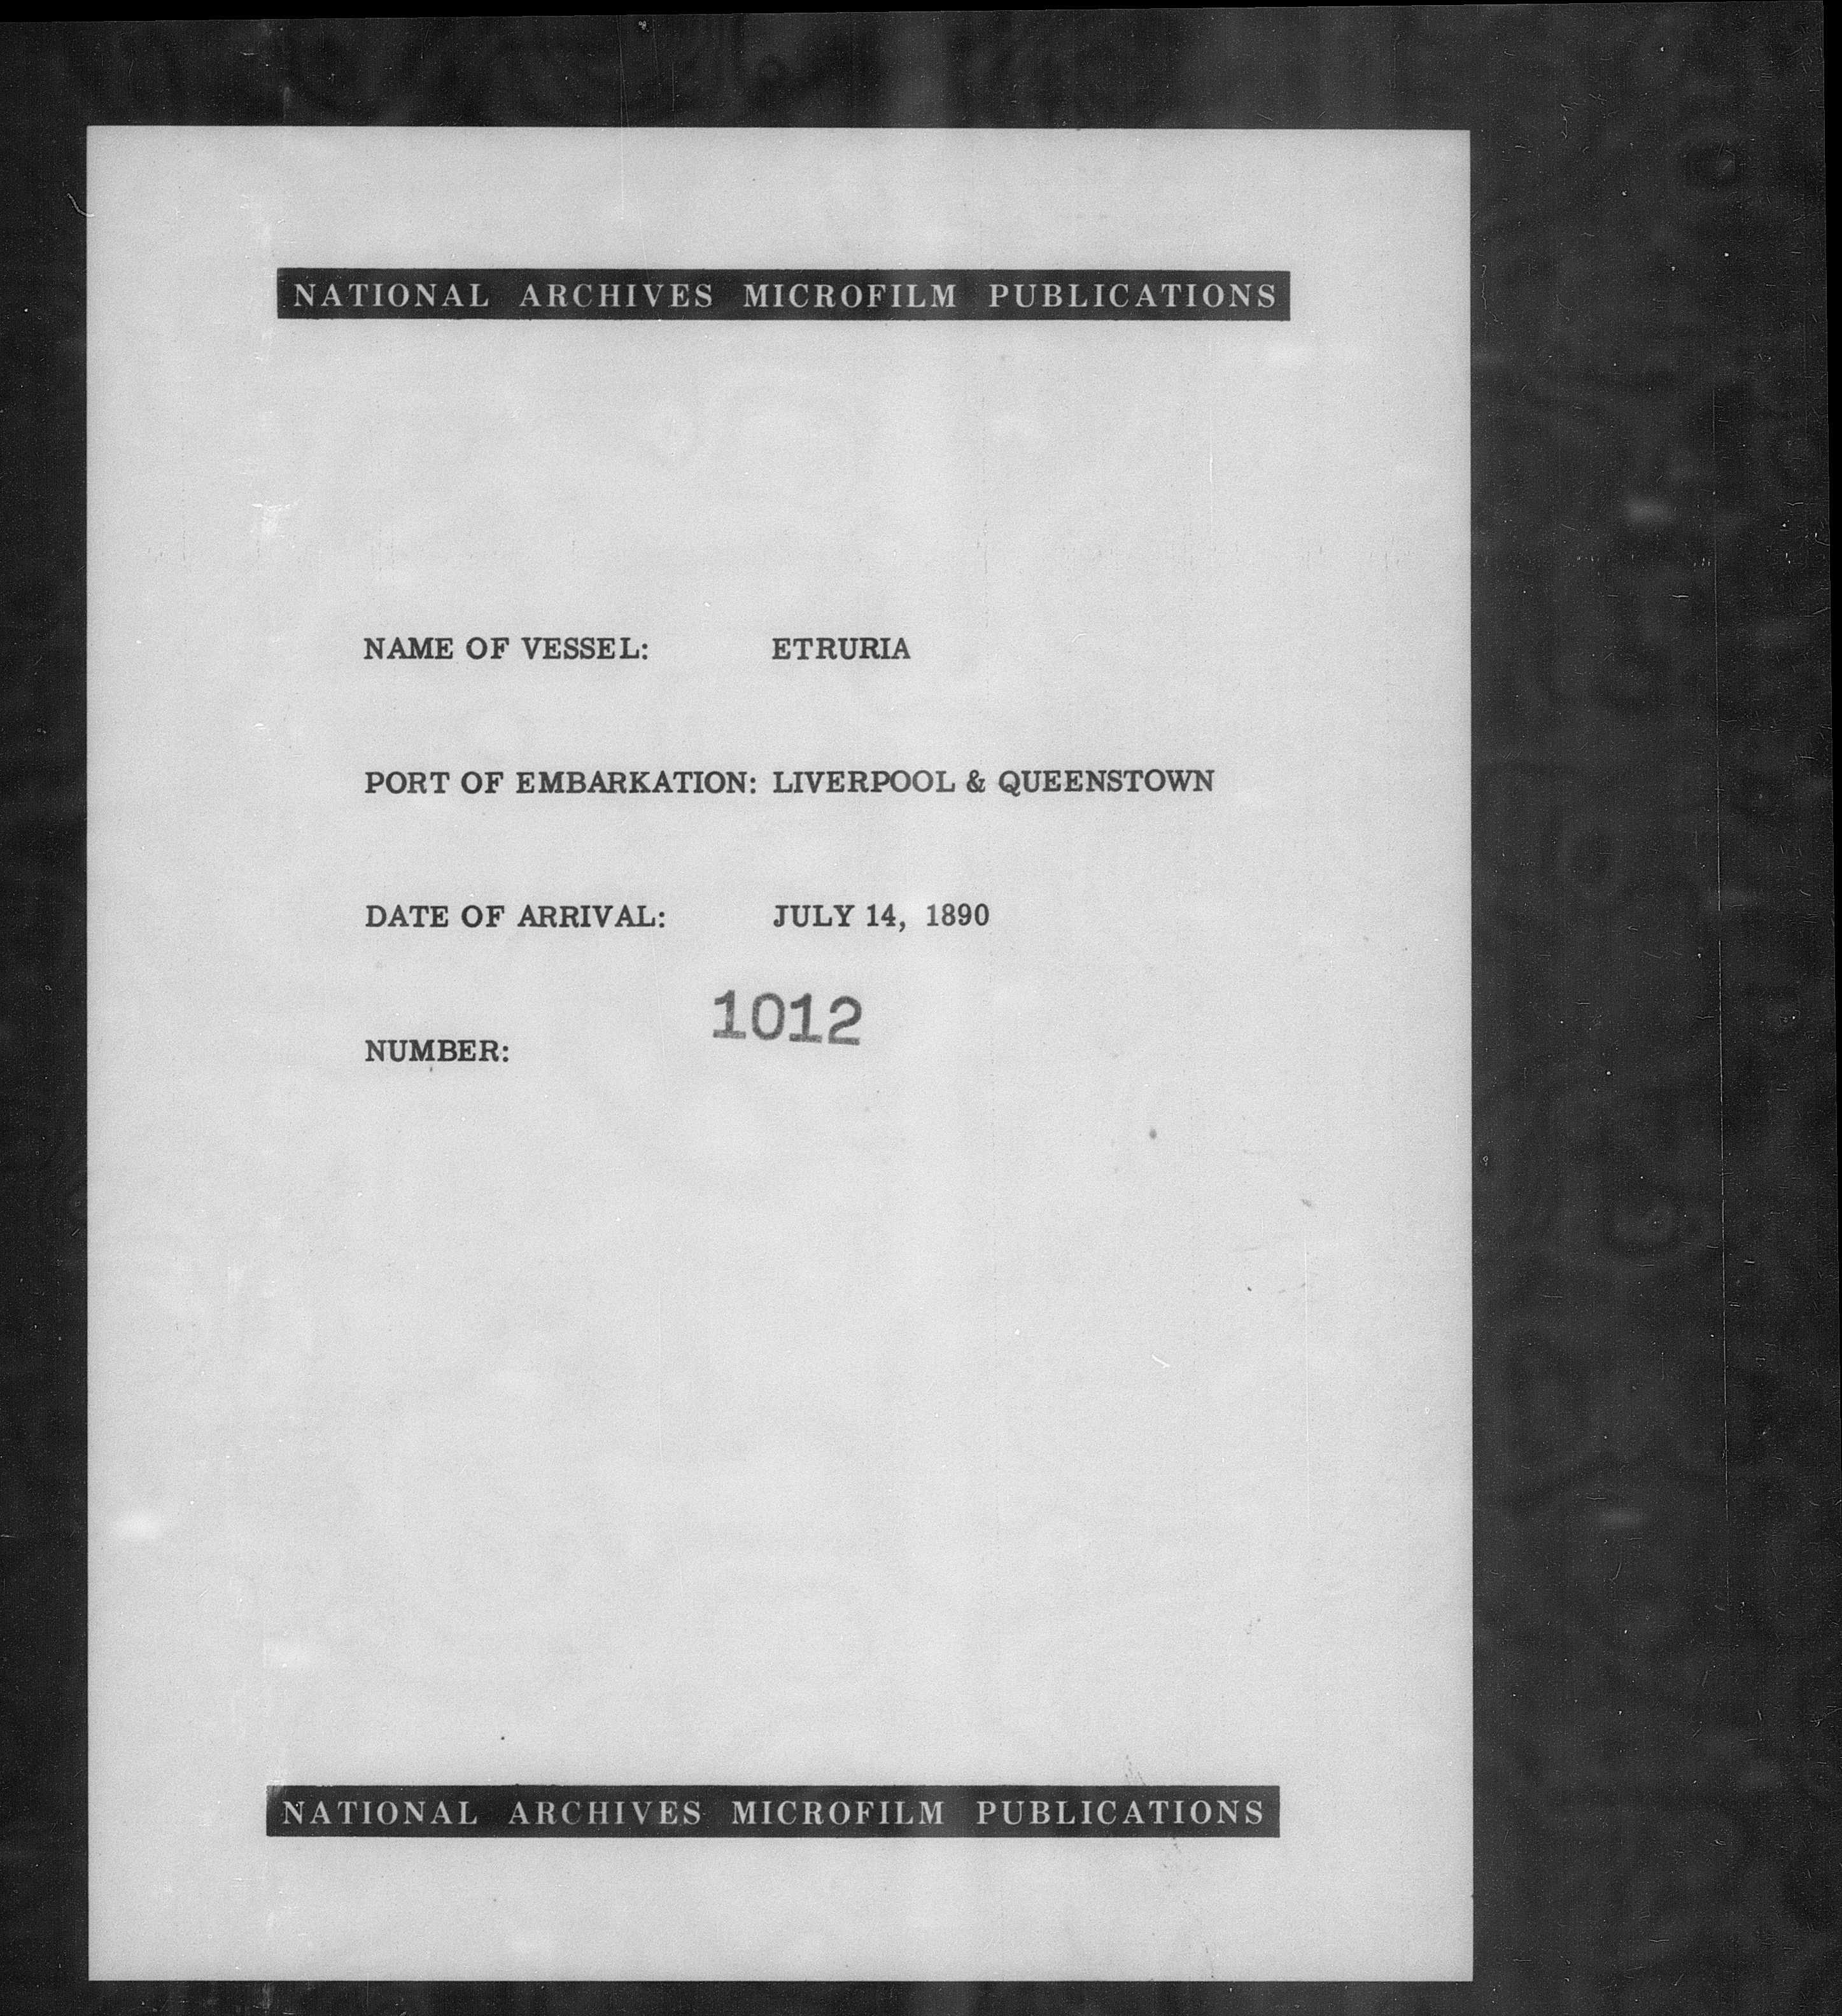 NATIONAL ARCHIVES MICROFILM PUBLICATIONS
NAME OF VESSEL: ETRURIA
PORT OF EMBARKATION: LIVERPOOL & QUEENSTOWN
DATE OF ARRIVAL: JULY 14, 1890
NUMBER: 1012
NATIONAL ARCHIVES MICROFILM PUBLICATIONS